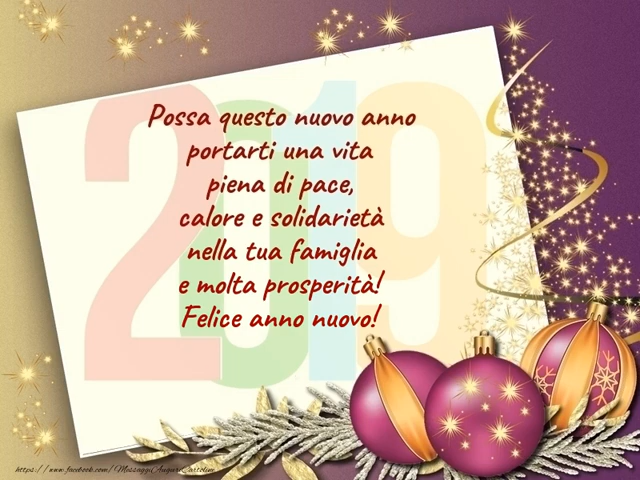 2019
Possa questo nuovo anno
portarti una vita
piena di pace,
calore e solidarietà
nella tua famiglia
e molta prosperità!
Felice anno nuovo!
https://www.facebook.com/MessaggiAuguriCartoline